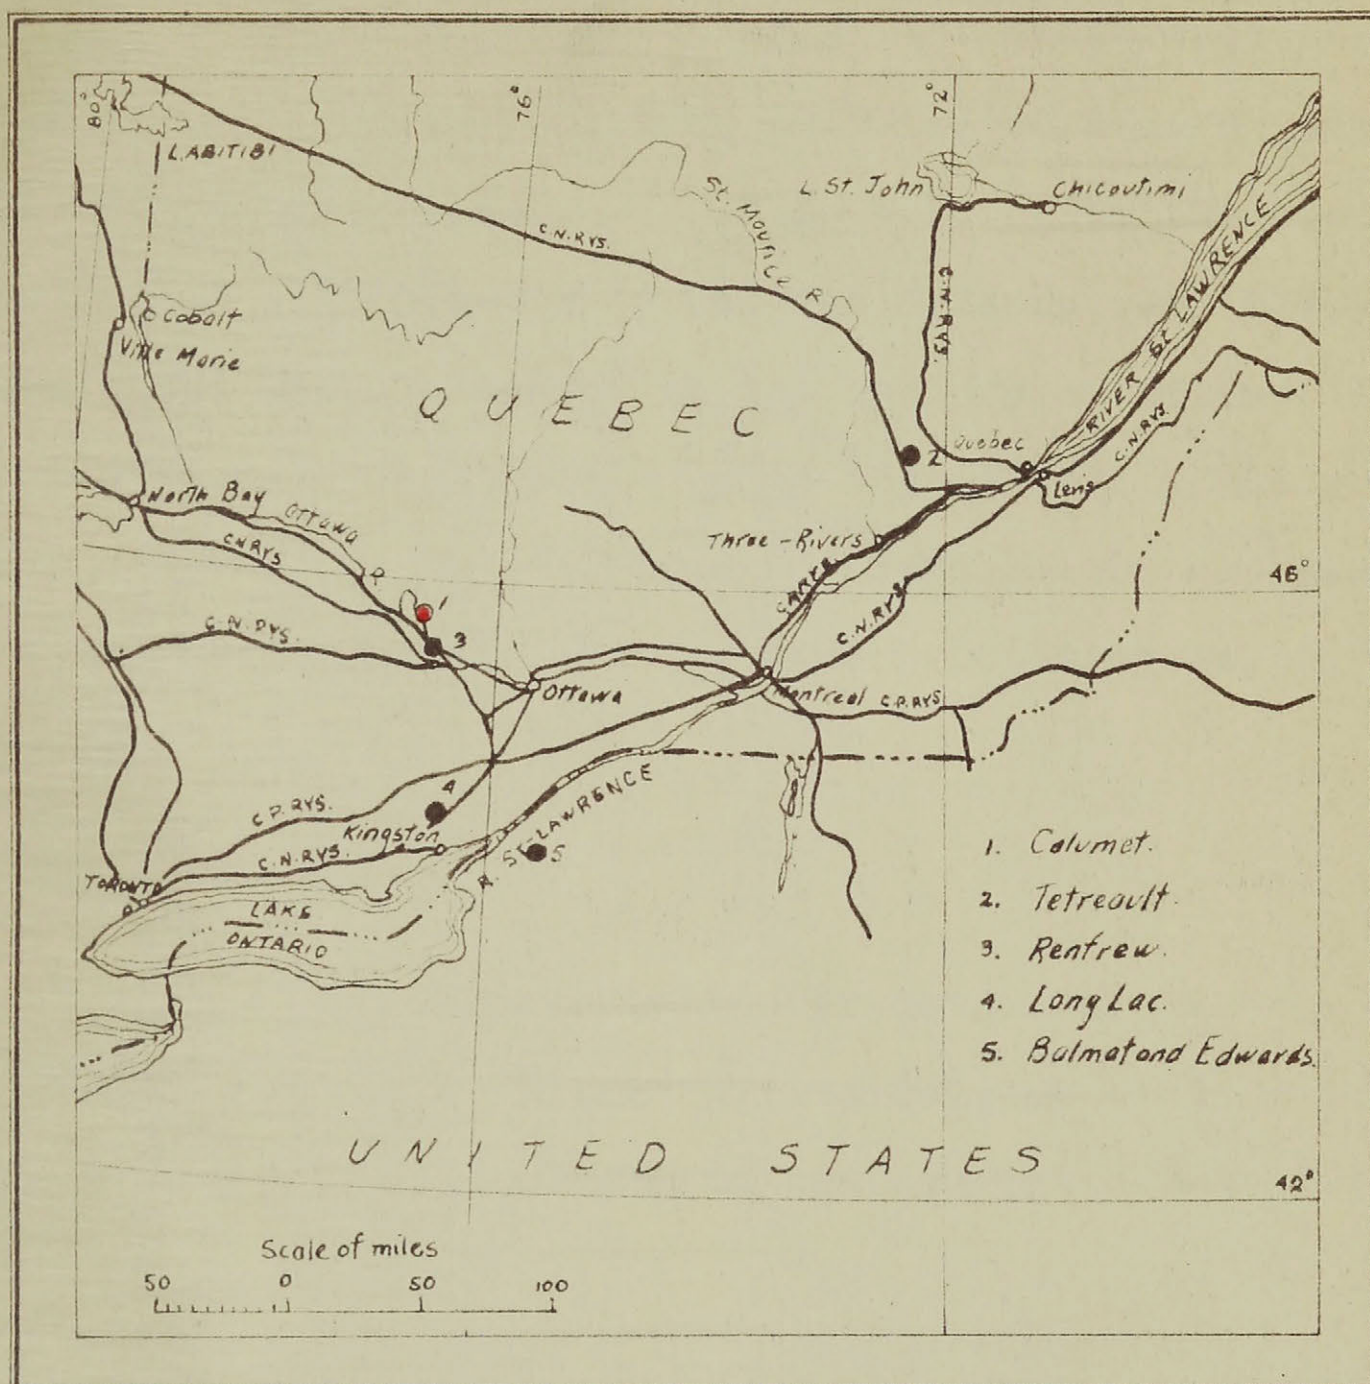 80°
76°
72°
L. ABITIBI
L. St. John
Chicoutimi
St. Maurice R.
C.N.RYS.
C.N.RYS.
RIVER St. LAWRENCE
Cobalt
Ville Marie
QUEBEC
Quebec
2
Levis
C.N.RYS.
North Bay
Ottawa R.
C.N.RYS
Three-Rivers
46°
1
C.N.RYS.
C.N.RYS.
C.N.RYS.
3
Ottawa
Montreal
C.P.RYS.
4
C.P.RYS.
Kingston
R. St. LAWRENCE
C.N.RYS.
5
TORONTO
LAKE
ONTARIO
1. Calumet.
2. Tetreault.
3. Renfrew.
4. Long Lac.
5. Balmat and Edwards.
UNITED STATES
42°
Scale of miles
50 0 50 100